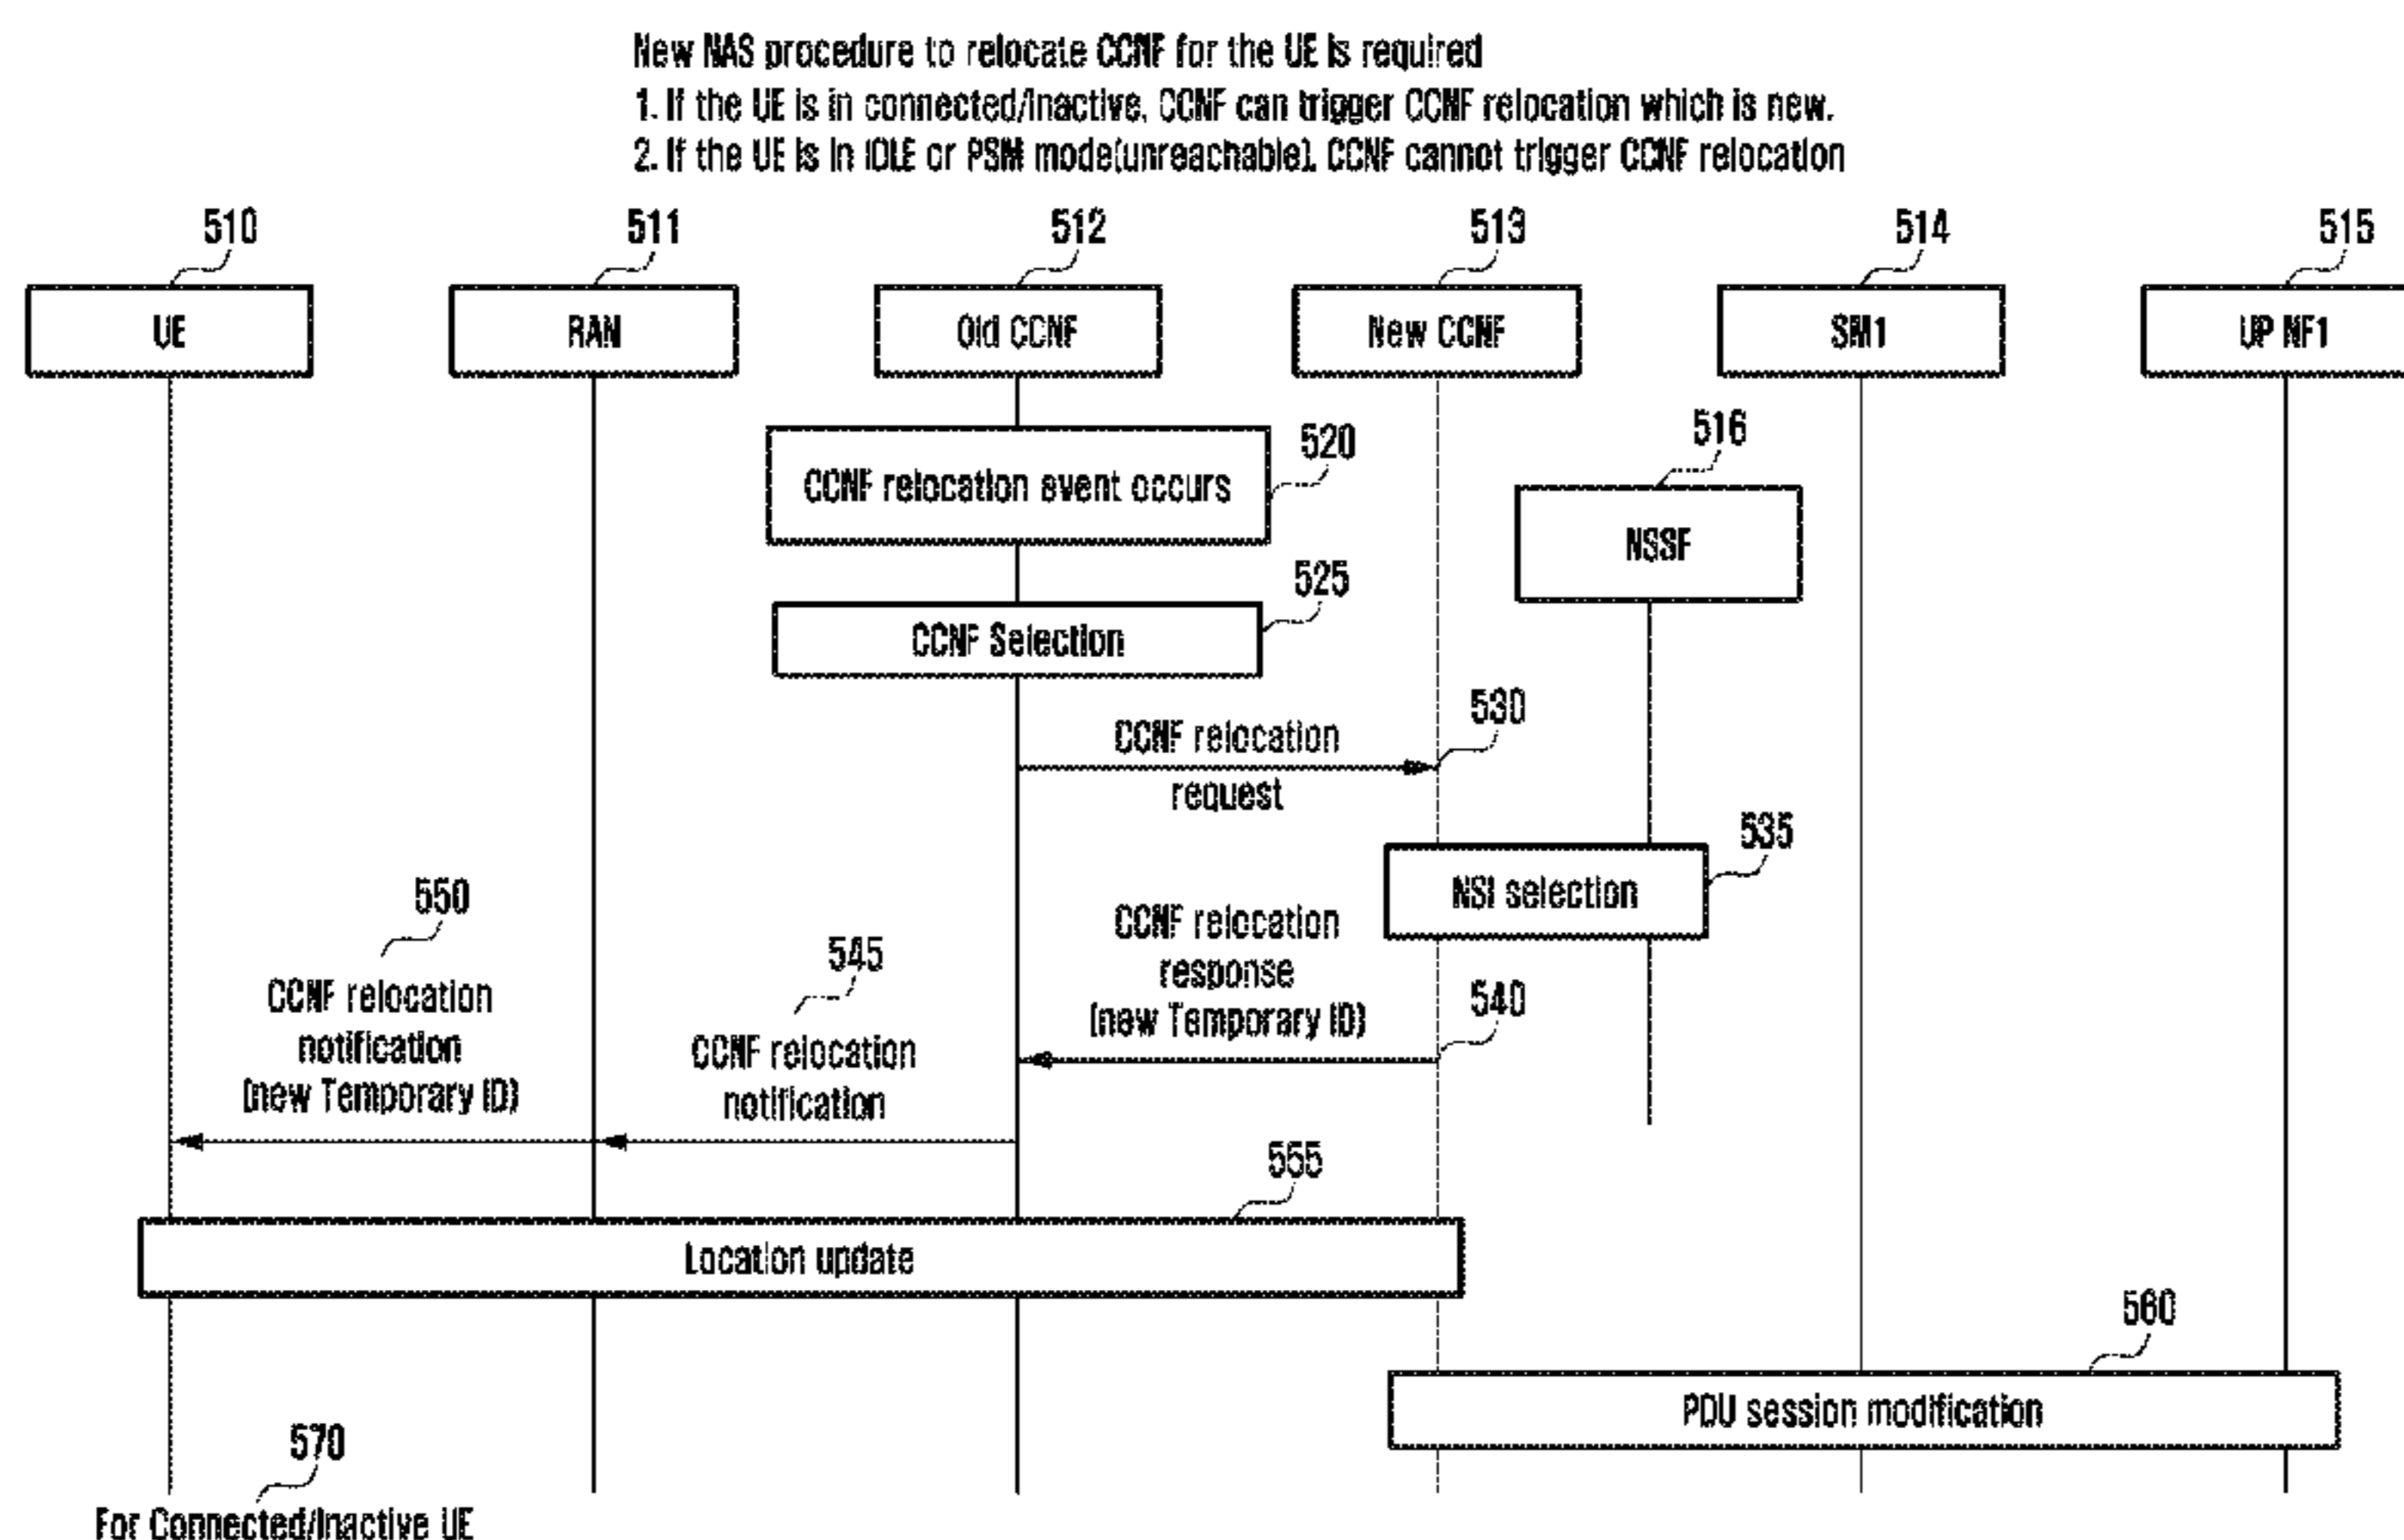 New NAS procedure to relocate CCNF for the UE is required
1. If the UE is in connected/inactive, CCNF can trigger CCNF relocation which is new.
2. If the UE is in IDLE or PSM mode(unreachable), CCNF cannot trigger CCNF relocation
510
511
512
513
514
515
UE
RAN
Old CCNF
New CCNF
SM1
UP NF1
516
520
CCNF relocation event occurs
NSSF
525
CCNF Selection
530
CCNF relocation
request
535
NSI selection
550
CCNF relocation
response
(new Temporary ID)
545
540
CCNF relocation
notification
(new Temporary ID)
CCNF relocation
notification
555
Location update
560
PDU session modification
570
For Connected/Inactive UE